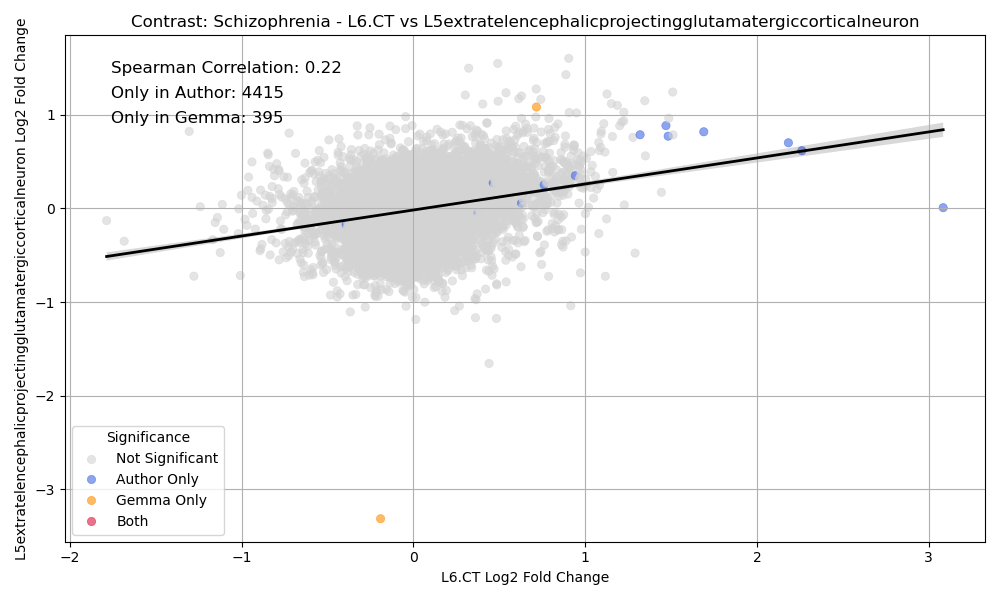 Contrast: Schizophrenia - L6.CT vs L5extratelencephalicprojectingglutamatergiccorticalneuron
L5extratelencephalicprojectingglutamatergiccorticalneuron Log2 Fold Change
Spearman Correlation: 0.22
Only in Author: 4415
Only in Gemma: 395
1
0
−1
−2
−3
Significance
Not Significant
Author Only
Gemma Only
Both
−2
−1
0
1
2
3
L6.CT Log2 Fold Change